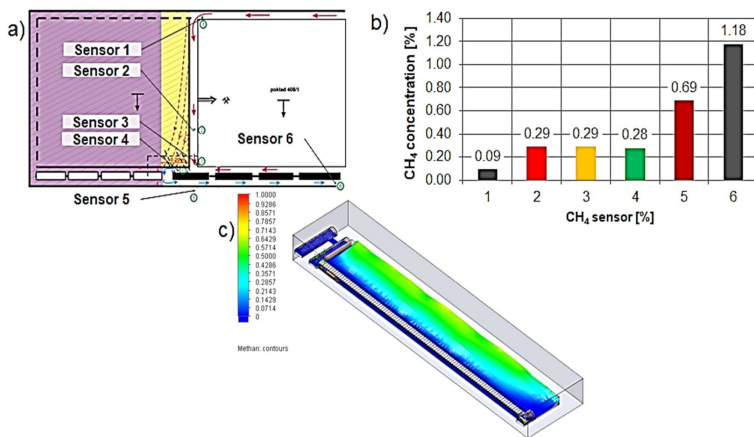 a)
Sensor 1
Sensor 2
Sensor 3
Sensor 4
Sensor 5
Sensor 6
pokład 408/1
b)
CH₄ concentration [%]
1.40
1.20
1.00
0.80
0.60
0.40
0.20
0.00
0.09
0.29
0.29
0.28
0.69
1.18
1 2 3 4 5 6
CH₄ sensor [%]
c)
1.0000
0.9286
0.8571
0.7857
0.7143
0.6429
0.5714
0.5000
0.4286
0.3571
0.2857
0.2143
0.1429
0.0714
0
Methan: contours